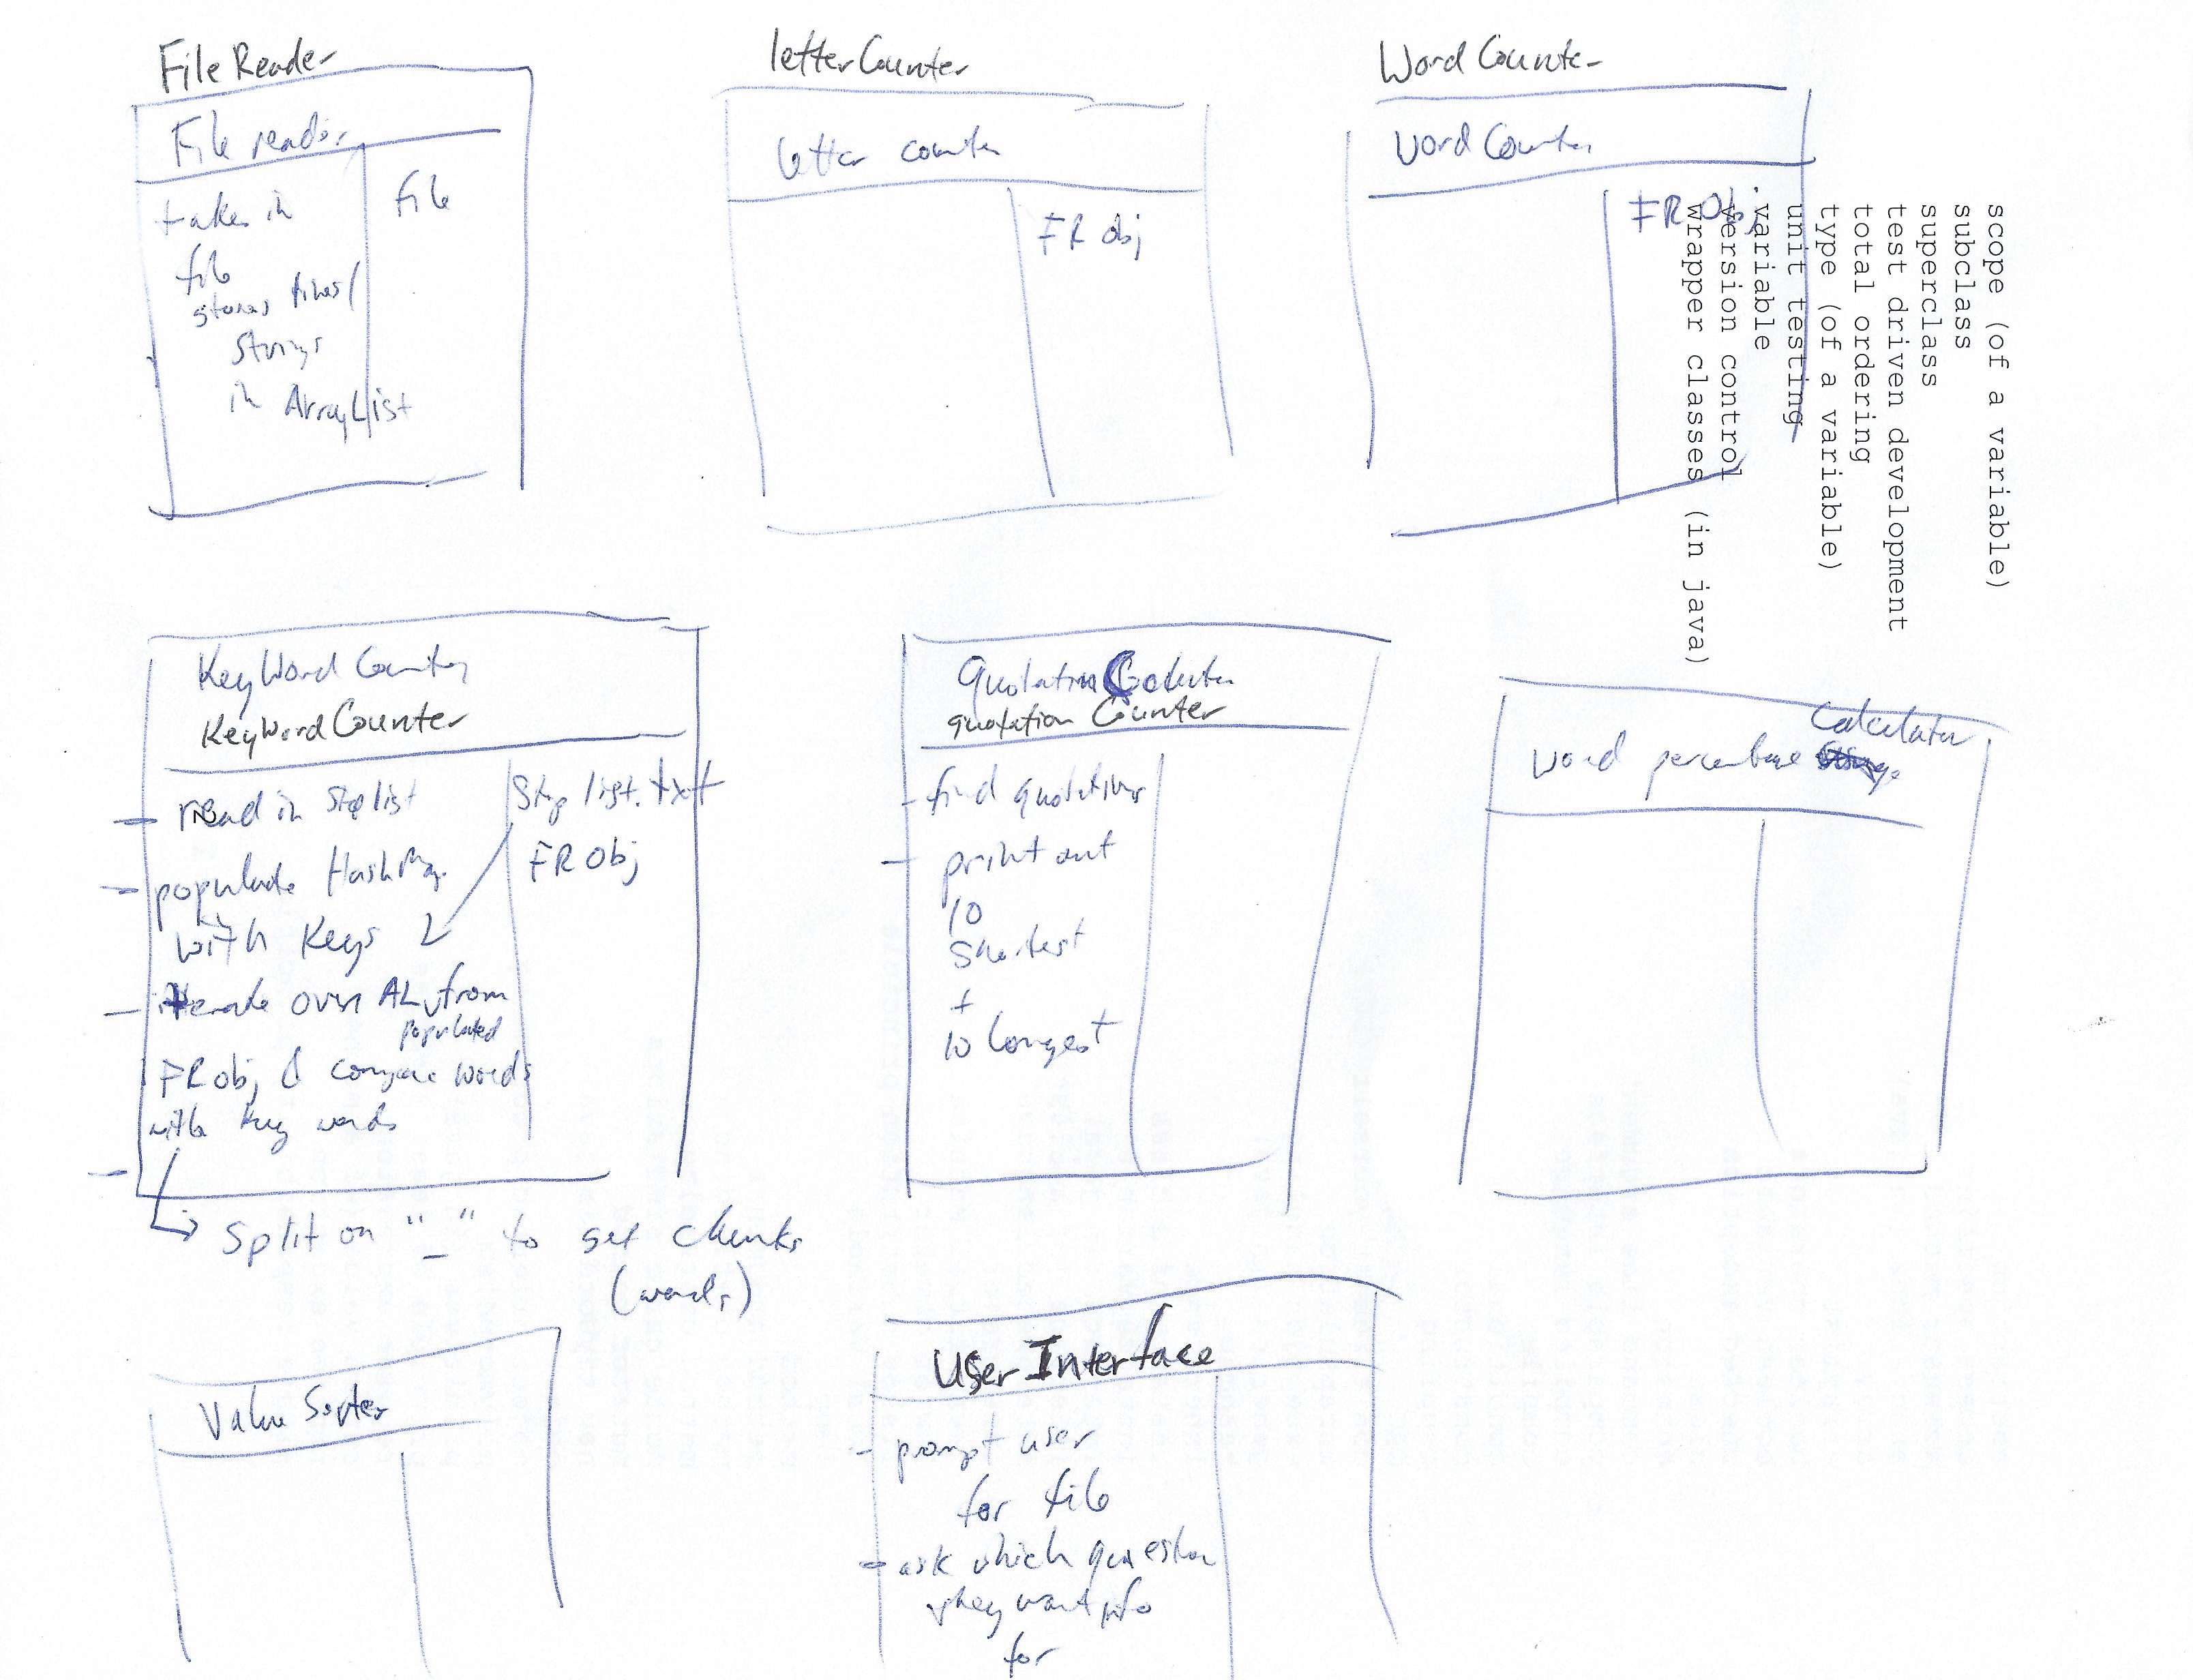 File Reader
File reader
takes in
file
stores lines/
strings
in ArrayList
File
letterCounter
letter counter
FR obj
Word Counter
Word Counter
FR Obj
scope (of a variable)
subclass
superclass
test driven development
total ordering
type (of a variable)
unit testing
variable
version control
wrapper classes (in java)
KeyWord Counter
KeyWord Counter
- read in stop list
- populate HashMap
with Keys
- iterate over AL from
populated
FR obj & compare words
with key words
-
Stop list.txt
FR Obj
Split on "_" to get chunks
(words)
Quotation Counter
quotation Counter
- find quotations
- print out
10
Shortest
+
10 longest
Calculator
Word percentage
Value Sorter
User Interface
- prompt user
for file
- ask which question
they want info
for